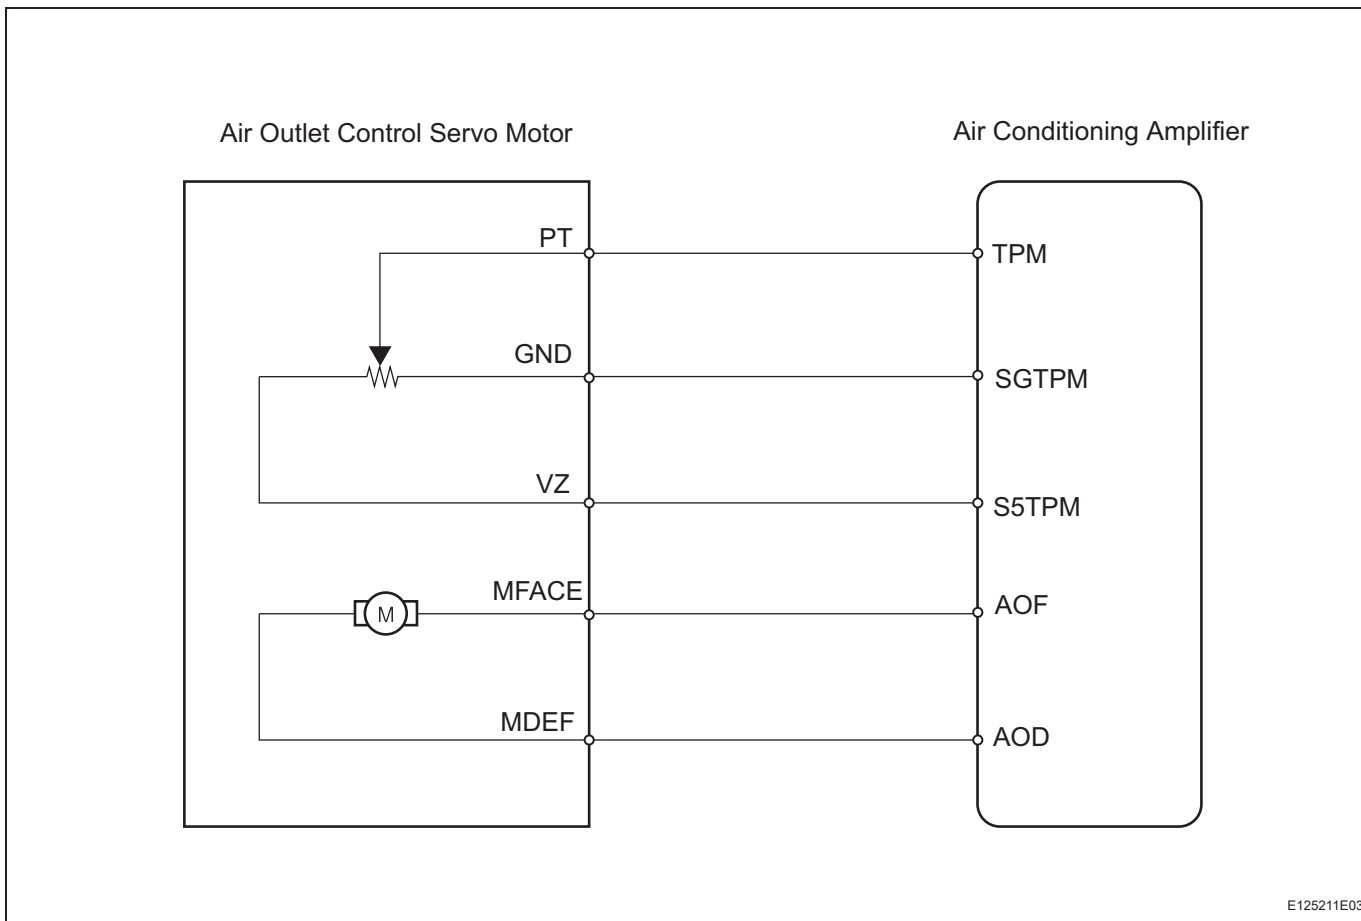 Air Outlet Control Servo Motor
Air Conditioning Amplifier
PT
TPM
GND
SGTPM
VZ
S5TPM
MFACE
AOF
M
MDEF
AOD
E125211E03